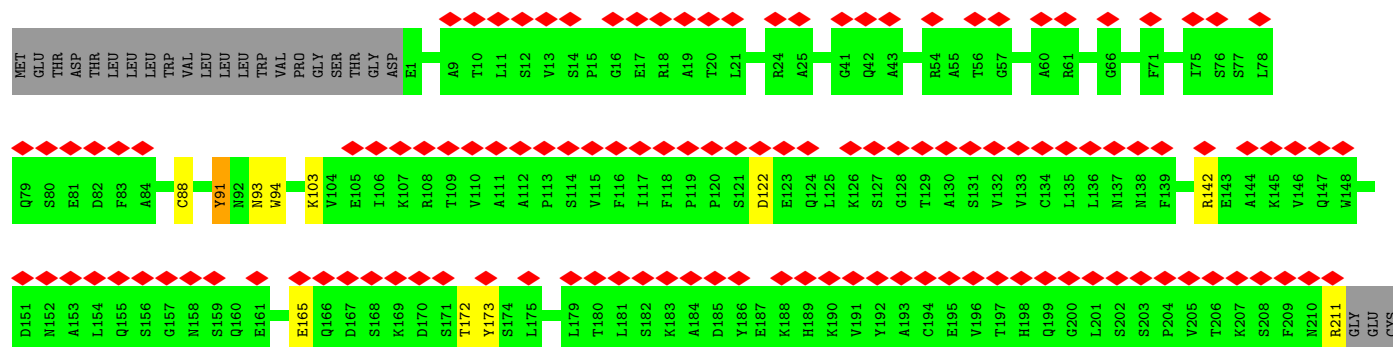 MET GLU THR ASP THR LEU LEU LEU TRP VAL LEU LEU LEU TRP VAL PRO GLY SER THR GLY ASP E1 A9 T10 L11 S12 V13 S14 P15 G16 E17 R18 A19 T20 L21 R24 A25 G41 Q42 A43 R54 A55 T56 G57 A60 R61 G66 F71 I75 S76 S77 L78
Q79 S80 E81 D82 F83 A84 C88 Y91 N92 N93 W94 K103 V104 E105 I106 K107 R108 T109 V110 A111 A112 P113 S114 V115 F116 I117 F118 P119 P120 S121 D122 E123 Q124 L125 K126 S127 G128 T129 A130 S131 V132 V133 C134 L135 L136 N137 N138 F139 R142 E143 A144 K145 V146 Q147 W148
D151 N152 A153 L154 Q155 S156 G157 N158 S159 Q160 E161 E165 Q166 D167 S168 K169 D170 S171 T172 Y173 S174 L175 L179 T180 L181 S182 K183 A184 D185 Y186 E187 K188 H189 K190 V191 Y192 A193 C194 E195 V196 T197 H198 Q199 G200 L201 S202 S203 P204 V205 T206 K207 S208 F209 N210 R211 GLY GLU CYS